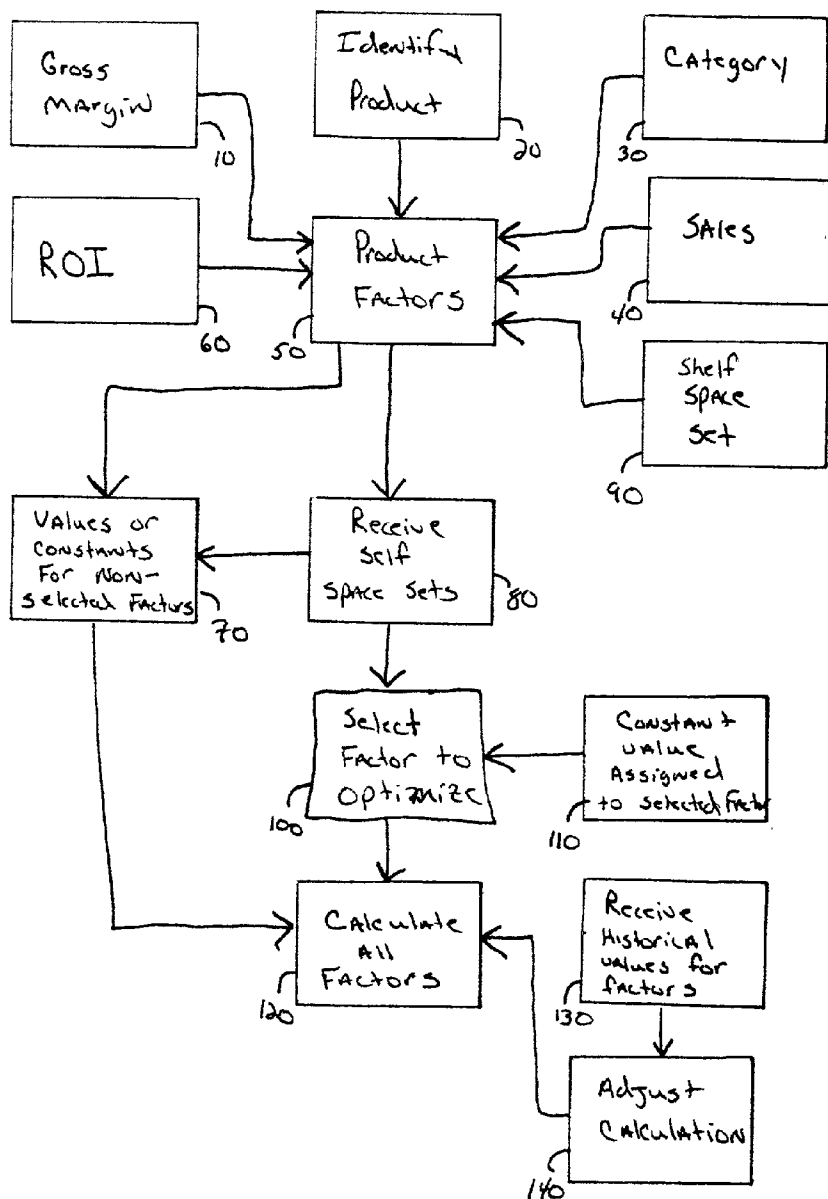 Gross
Margin
10
Identify
Product
20
Category
30
ROI
60
Product
Factors
50
Sales
40
Shelf
Space
Set
90
Values or
Constants
For Non-
Selected Factors
70
Receive
Self
Space Sets
80
Select
Factor to
Optimize
100
Constant
Value
Assigned
to Selected Factor
110
Calculate
All
Factors
120
Receive
Historical
Values for
Factors
130
Adjust
Calculation
140